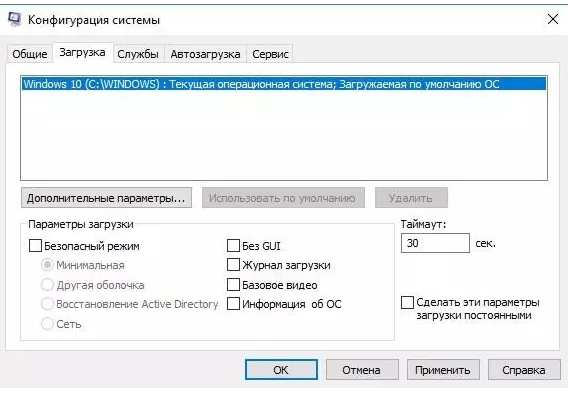 Конфигурация системы
Общие Загрузка Службы Автозагрузка Сервис
Windows 10 (C:\WINDOWS) : Текущая операционная система; Загружаемая по умолчанию ОС
Дополнительные параметры... Использовать по умолчанию Удалить
Параметры загрузки
Таймаут:
Безопасный режим Без GUI
30 сек.
Минимальная Журнал загрузки
Другая оболочка Базовое видео
Восстановление Active Directory Информация об ОС
Сеть
Сделать эти параметры
загрузки постоянными
ОК Отмена Применить Справка